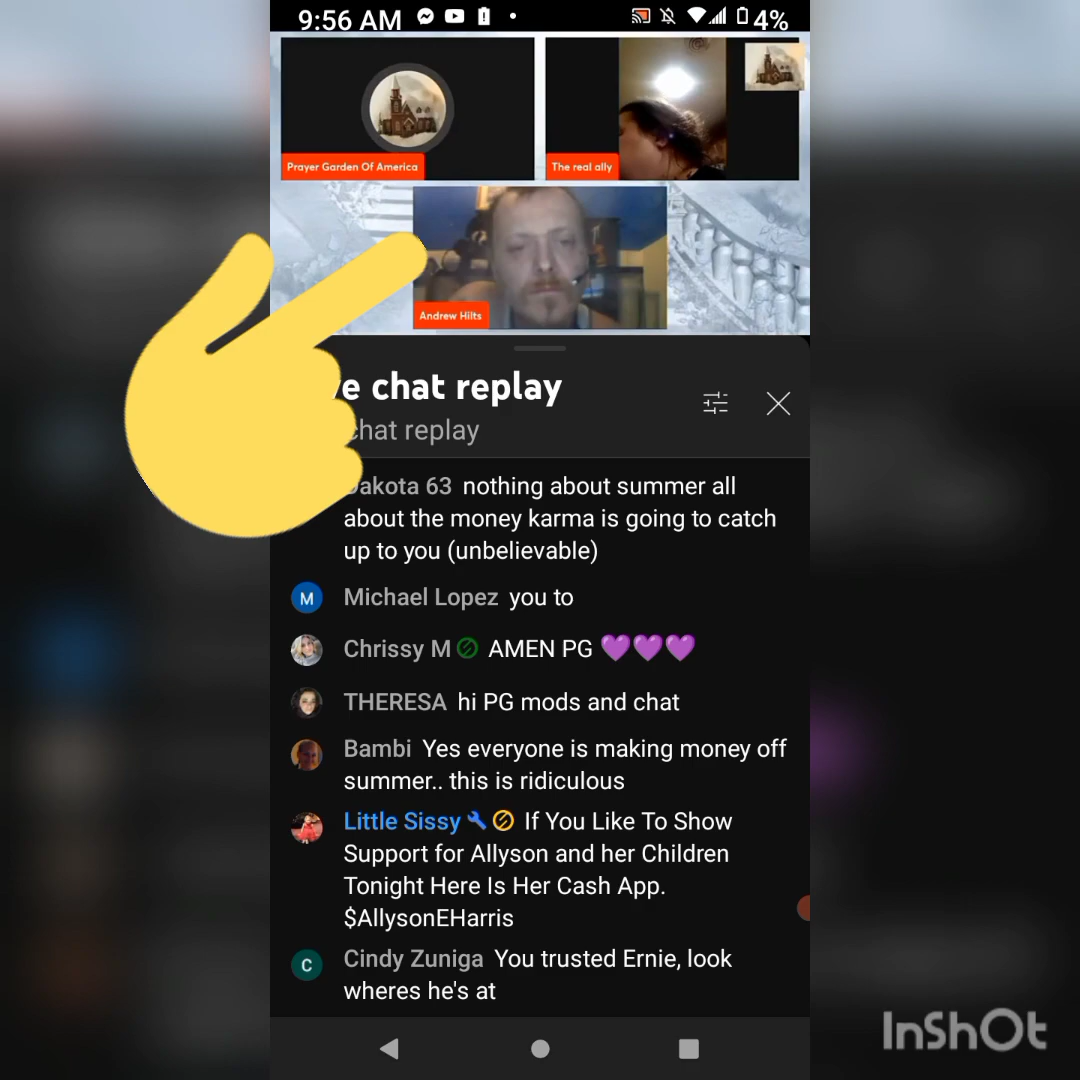 9:56 AM
4%
Prayer Garden Of America
The real ally
Andrew Hilts
chat replay
chat replay
Dakota 63 nothing about summer all
about the money karma is going to catch
up to you (unbelievable)
M Michael Lopez you to
Chrissy M AMEN PG 💜💜💜
THERESA hi PG mods and chat
Bambi Yes everyone is making money off
summer.. this is ridiculous
Little Sissy If You Like To Show
Support for Allyson and her Children
Tonight Here Is Her Cash App.
$AllysonEHarris
C Cindy Zuniga You trusted Ernie, look
wheres he's at
InShOt